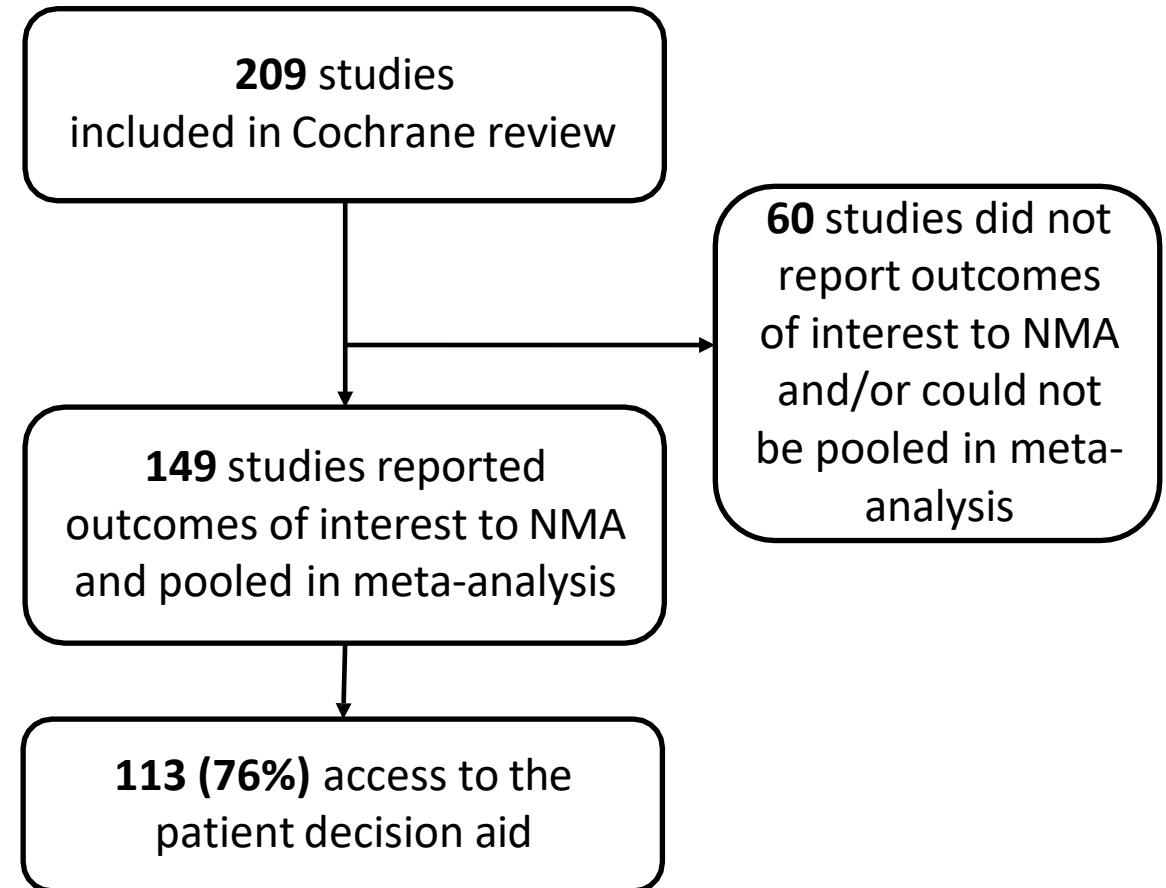 209 studies
included in Cochrane review
60 studies did not
report outcomes
of interest to NMA
and/or could not
be pooled in meta-
analysis
149 studies reported
outcomes of interest to NMA
and pooled in meta-analysis
113 (76%) access to the
patient decision aid